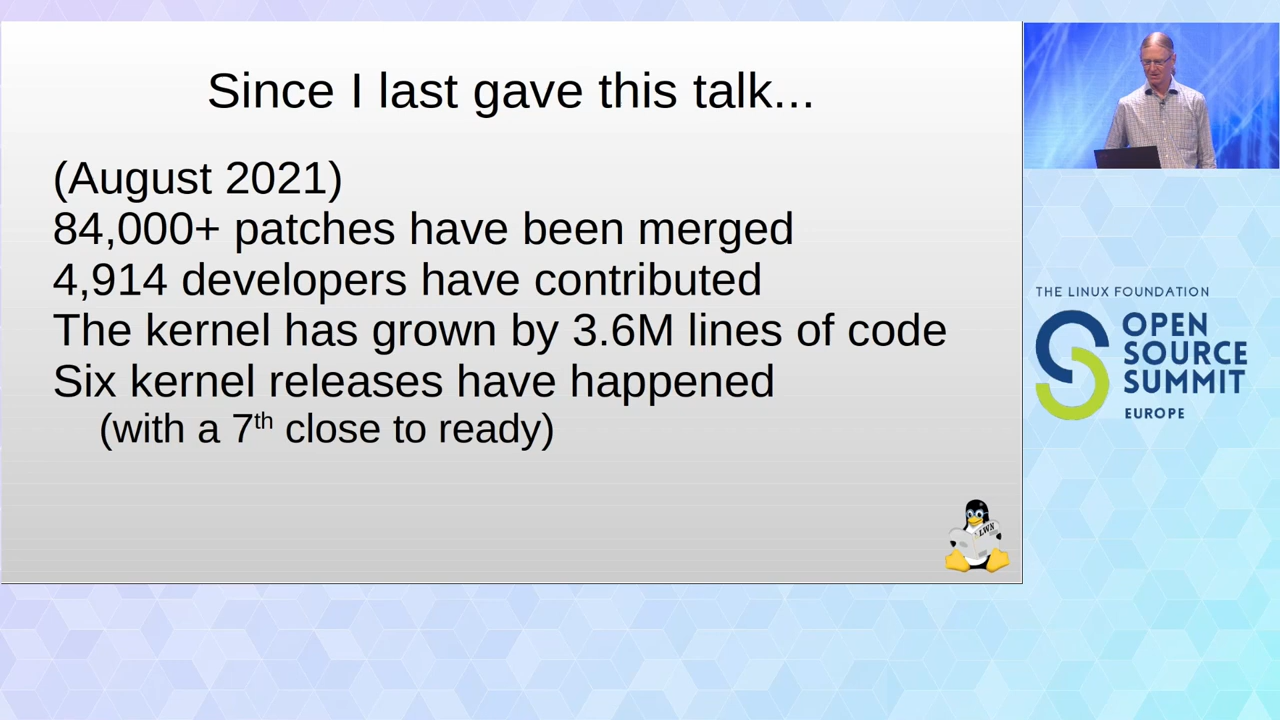 Since I last gave this talk...
(August 2021)
84,000+ patches have been merged
4,914 developers have contributed
The kernel has grown by 3.6M lines of code
Six kernel releases have happened
(with a 7th close to ready)
LWN
THE LINUX FOUNDATION
OPEN
SOURCE
SUMMIT
EUROPE